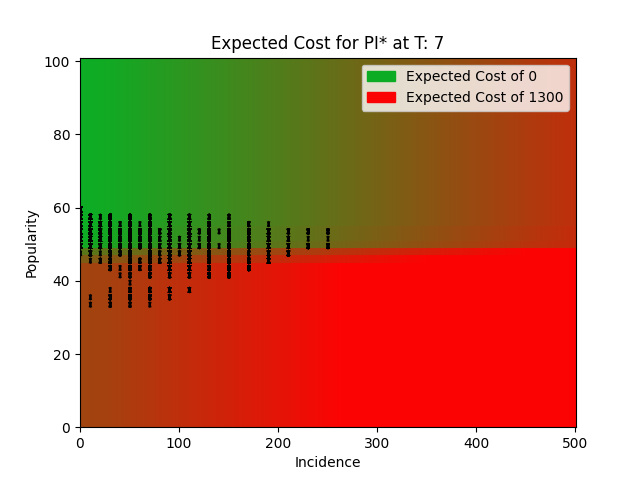 Expected Cost for PI* at T: 7
Expected Cost of 0
Expected Cost of 1300
100
80
60
40
20
0
Popularity
0 100 200 300 400 500
Incidence